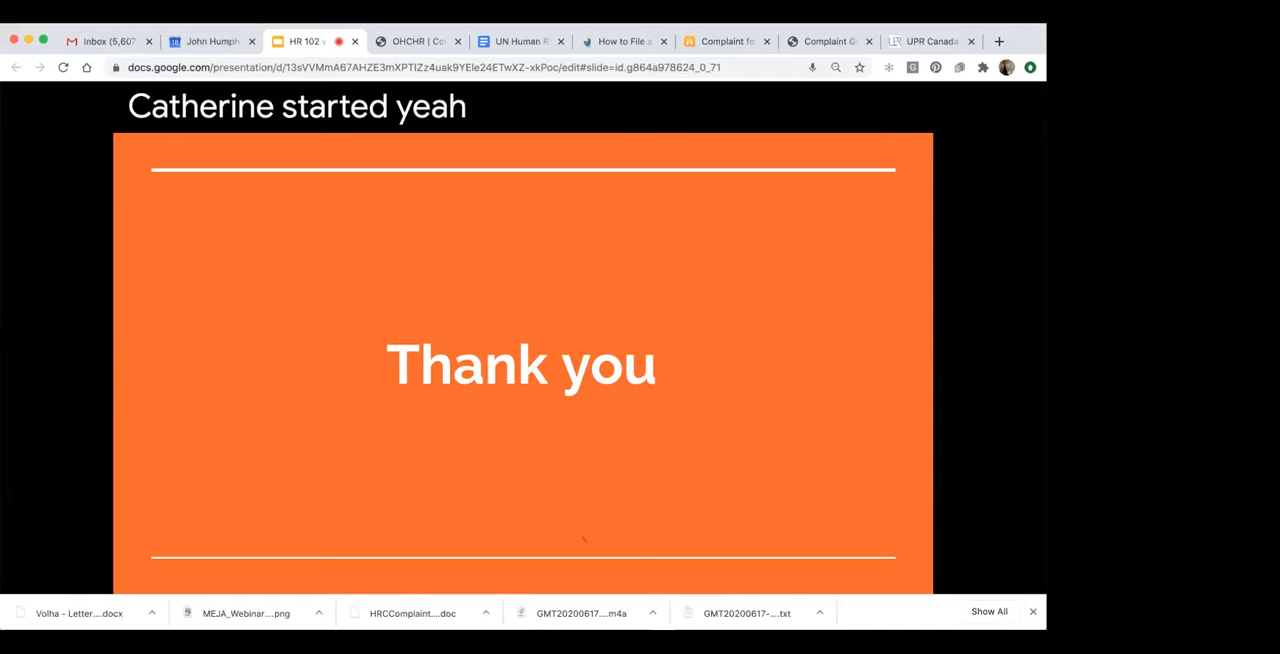 Inbox (5,607
John Humph
HR 102 v
OHCHR | Co
UN Human R
How to File a
Complaint fo
Complaint G
UPR Canada
docs.google.com/presentation/d/13sVVMmA67AHZE3mXPTIZz4uak9YEle24ETwXZ-xkPoc/edit#slide=id.g864a978624_0_71
Catherine started yeah
Thank you
Volha - Letter....docx
MEJA_Webinar....png
HRCComplaint....doc
GMT20200617....m4a
GMT20200617-....txt
Show All